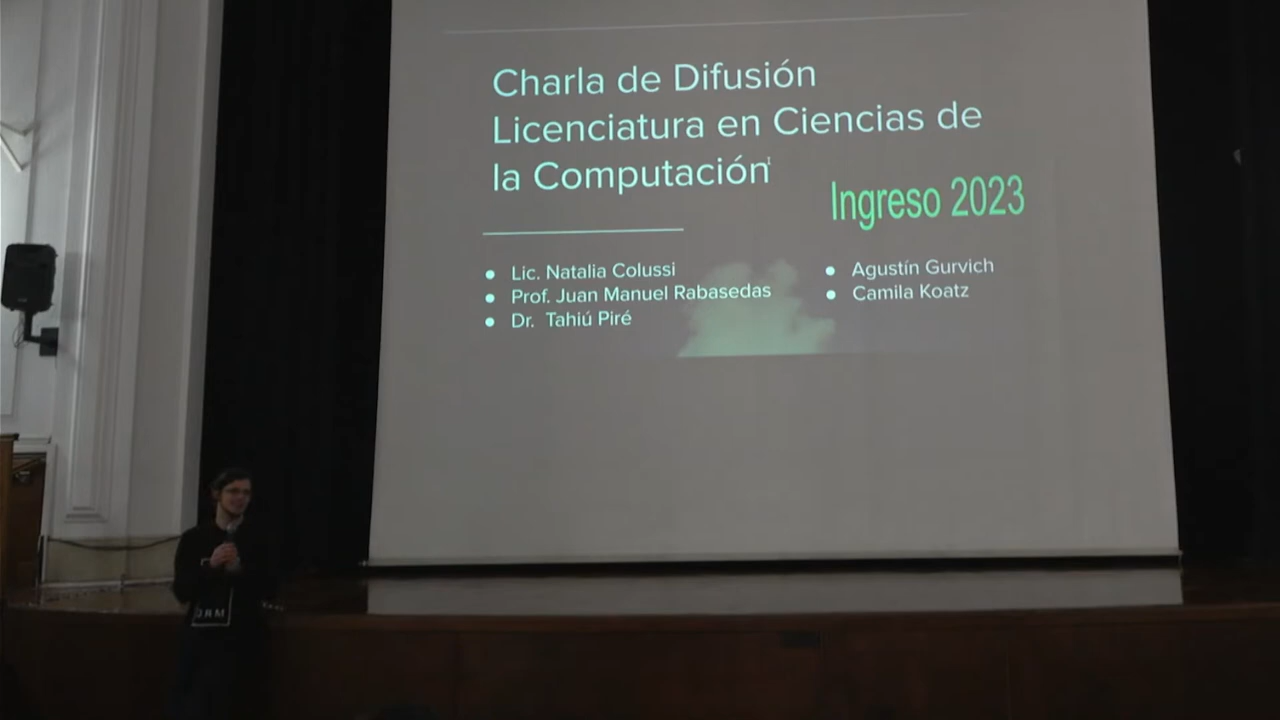 Charla de Difusión
Licenciatura en Ciencias de
la Computación
Ingreso 2023
● Lic. Natalia Colussi
● Prof. Juan Manuel Rabasedas
● Dr. Tahiú Piré
● Agustín Gurvich
● Camila Koatz